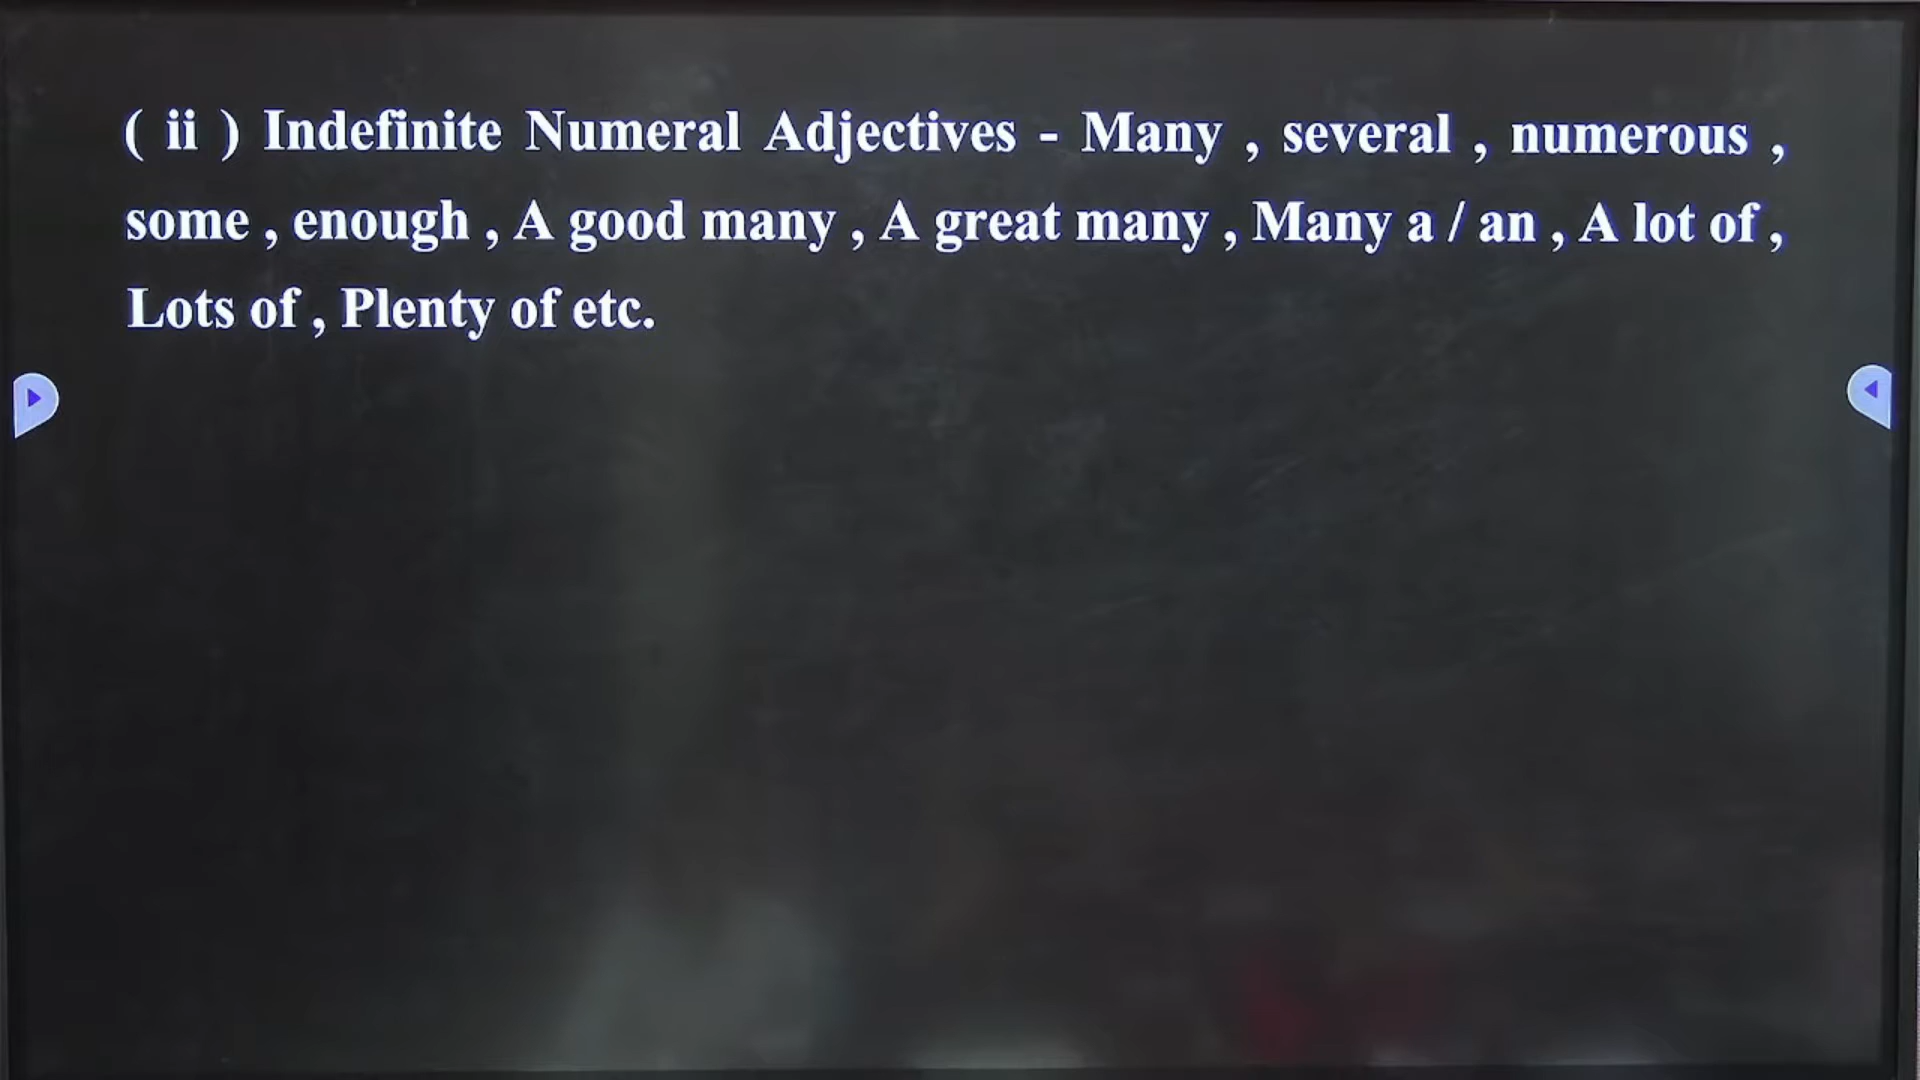 ( ii ) Indefinite Numeral Adjectives - Many , several , numerous ,
some , enough , A good many , A great many , Many a / an , A lot of ,
Lots of , Plenty of etc.